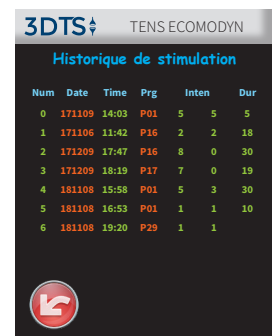 3DTS TENS ECOMODYN
Historique de stimulation
Num Date Time Prg Inten Dur
0 171109 14:03 P01 5 5 5
1 171106 11:42 P16 2 2 18
2 171209 17:47 P16 8 0 30
3 171209 18:19 P17 7 0 19
4 181108 15:58 P01 5 3 30
5 181108 16:53 P01 1 1 10
6 181108 19:20 P29 1 1